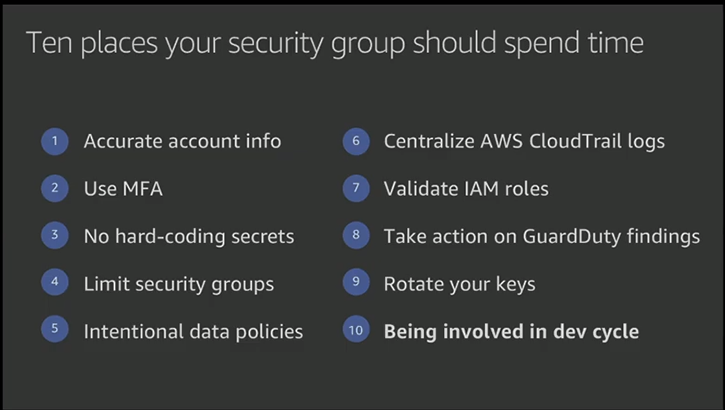 Ten places your security group should spend time
1 Accurate account info
2 Use MFA
3 No hard-coding secrets
4 Limit security groups
5 Intentional data policies
6 Centralize AWS CloudTrail logs
7 Validate IAM roles
8 Take action on GuardDuty findings
9 Rotate your keys
10 Being involved in dev cycle